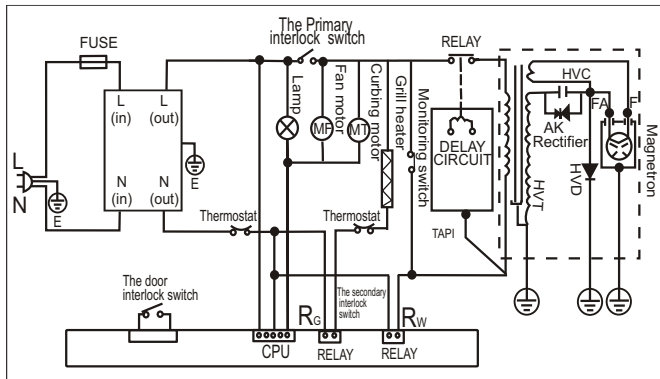 The Primary
interlock switch
FUSE
RELAY
L
(in)
L
(out)
N
(in)
N
(out)
E
L
N
E
Lamp
Fan motor
MF
MT
Curbing motor
Grill heater
Monitoring switch
DELAY
CIRCUIT
TAPI
HVC
AK
Rectifier
FA
F
HVT
HVD
Magnetron
Thermostat
Thermostat
The door
interlock switch
The secondary
interlock
switch
RG
RW
CPU
RELAY
RELAY